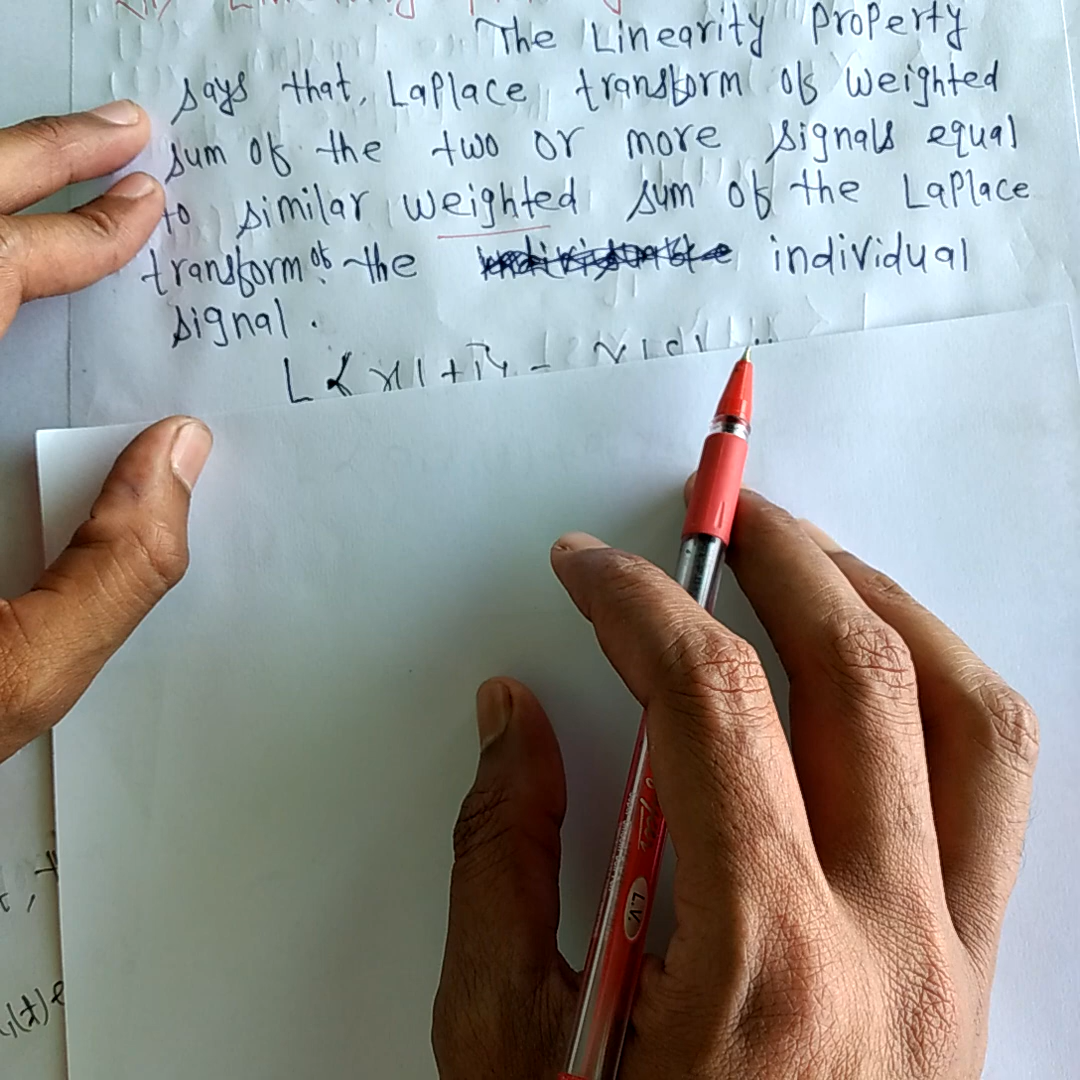 The Linearity Property
says that, Laplace transform of weighted
sum of the two or more signals equal
to similar weighted sum of the Laplace
transform of the individual
signal.